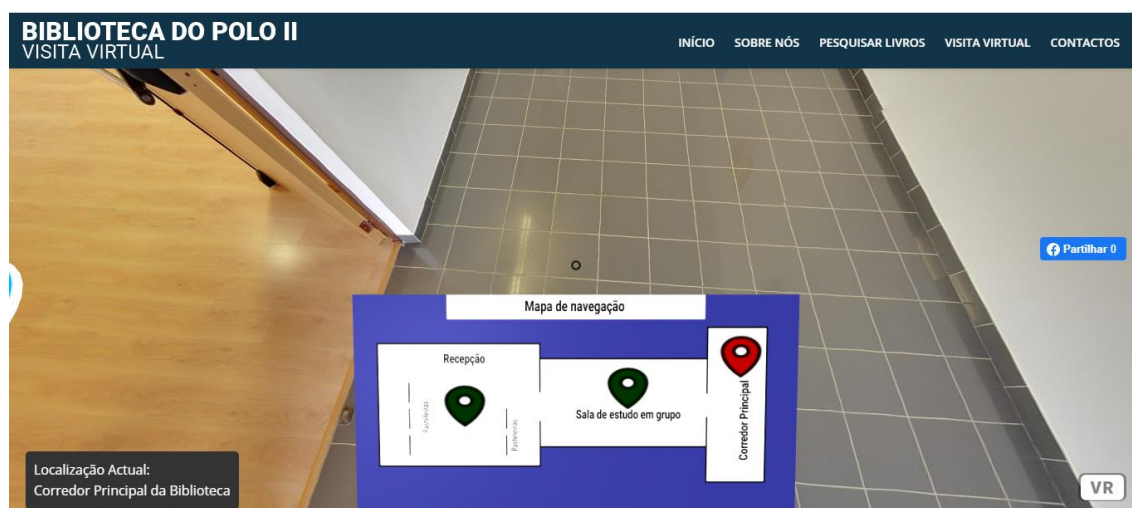 BIBLIOTECA DO POLO II
VISITA VIRTUAL
INÍCIO SOBRE NÓS PESQUISAR LIVROS VISITA VIRTUAL CONTACTOS
Partilhar 0
Mapa de navegação
Recepção
Sala de estudo em grupo
Corredor Principal
Localização Actual:
Corredor Principal da Biblioteca
VR